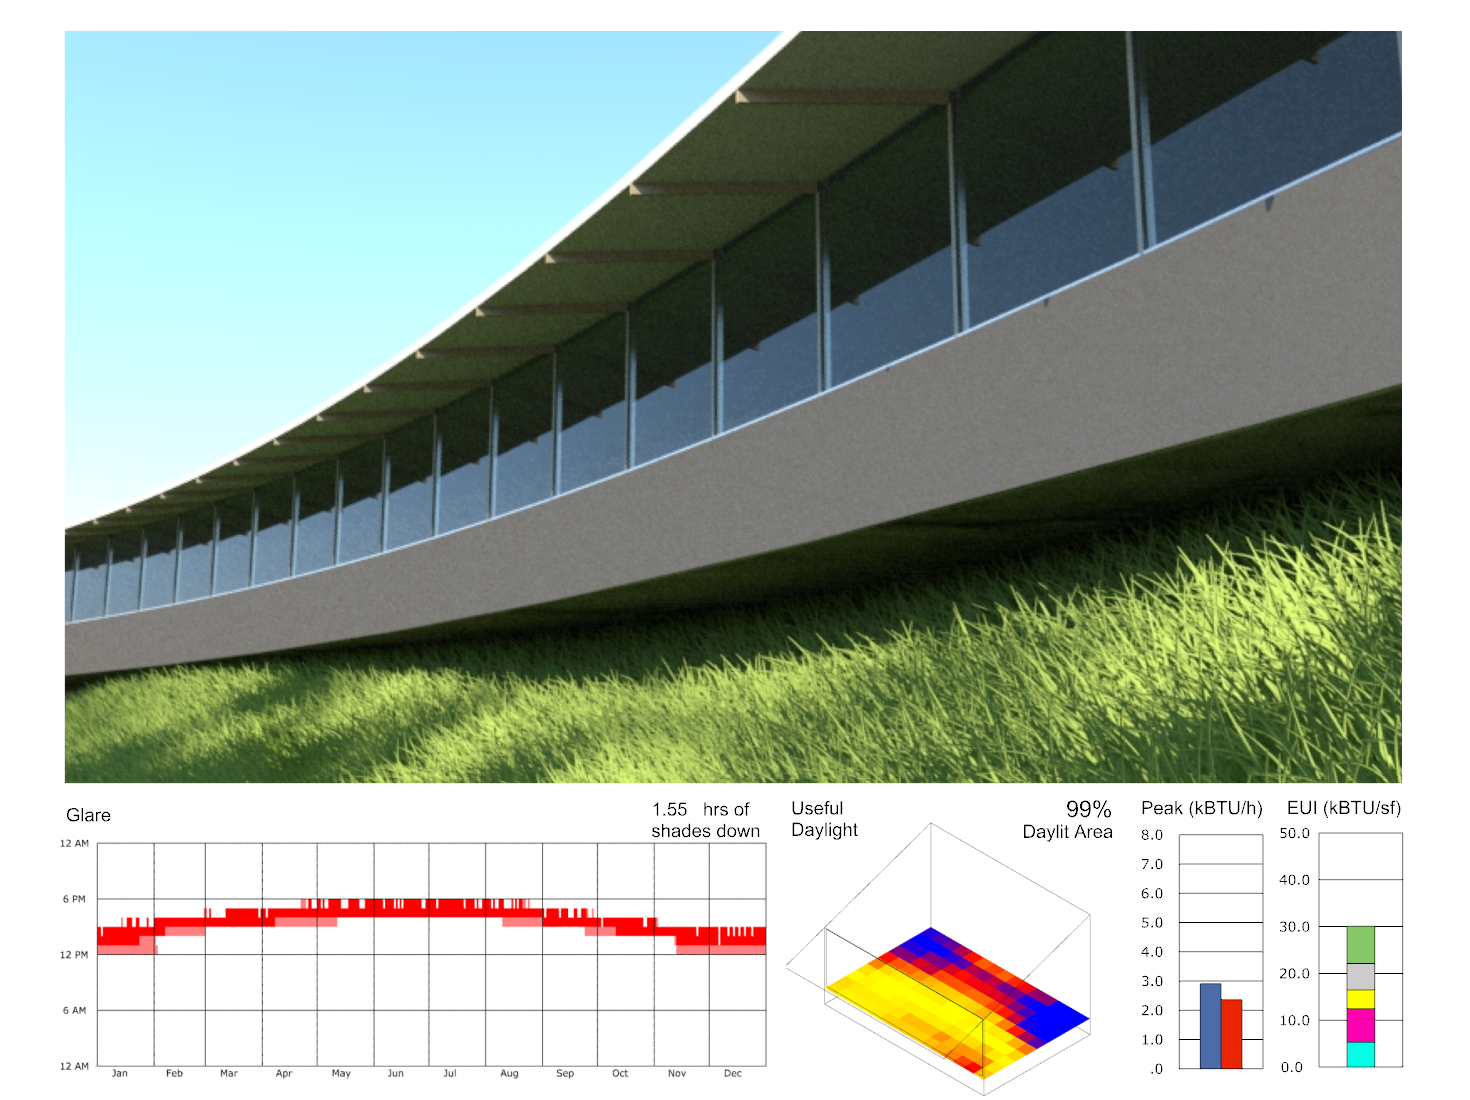 Glare
1.55 hrs of
shades down
12 AM
6 PM
12 PM
6 AM
12 AM
Jan Feb Mar Apr May Jun Jul Aug Sep Oct Nov Dec
Useful
Daylight
99%
Daylit Area
Peak (kBTU/h)
8.0
7.0
6.0
5.0
4.0
3.0
2.0
1.0
.0
EUI (kBTU/sf)
50.0
40.0
30.0
20.0
10.0
0.0